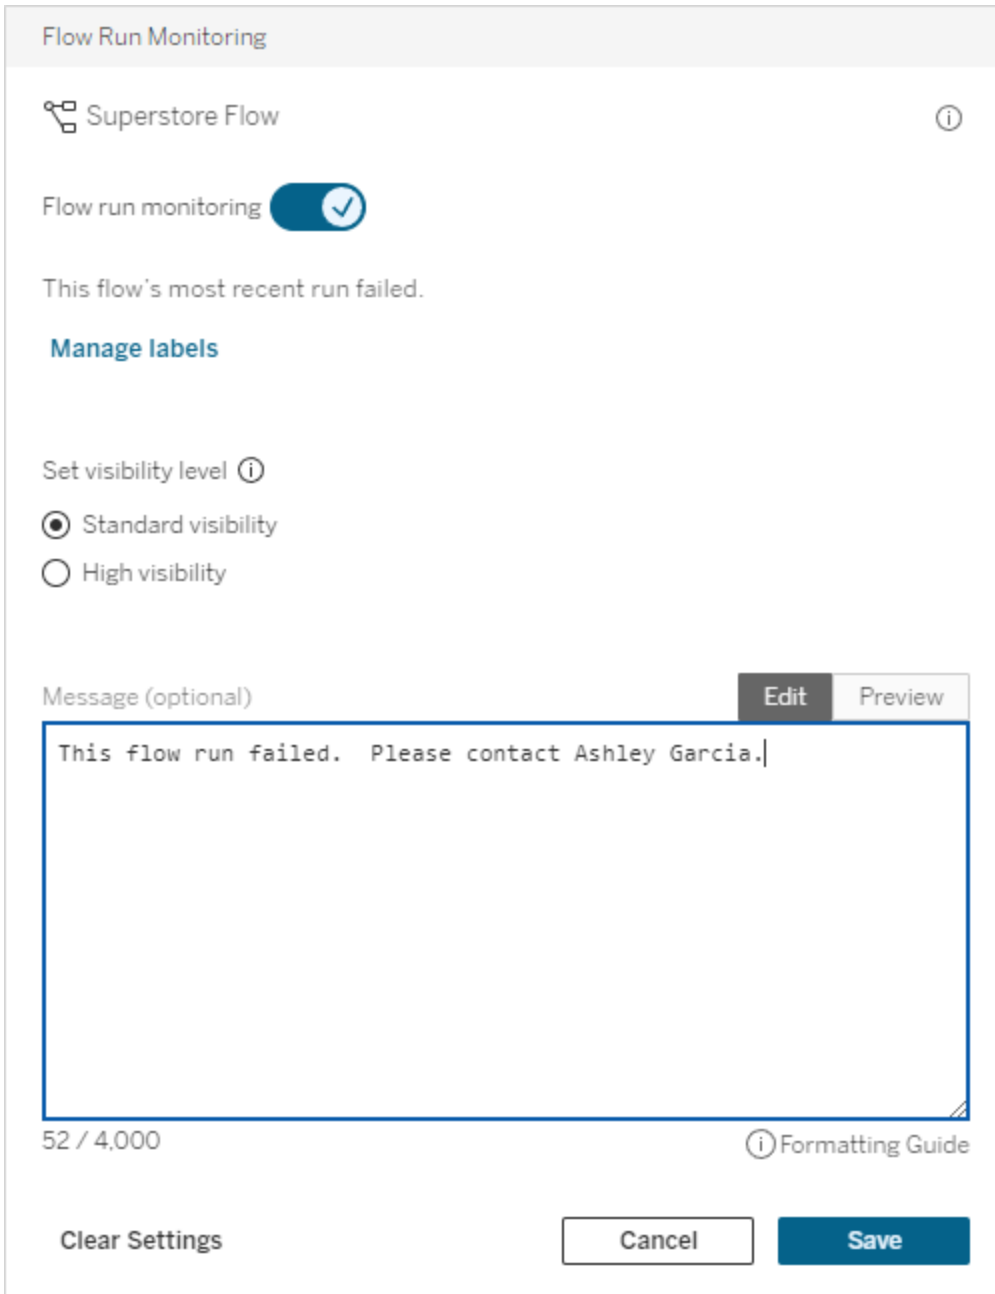 Flow Run Monitoring
Superstore Flow
Flow run monitoring
This flow's most recent run failed.
Manage labels
Set visibility level
Standard visibility
High visibility
Message (optional)
Edit
Preview
This flow run failed.  Please contact Ashley Garcia.
52 / 4,000
Formatting Guide
Clear Settings
Cancel
Save